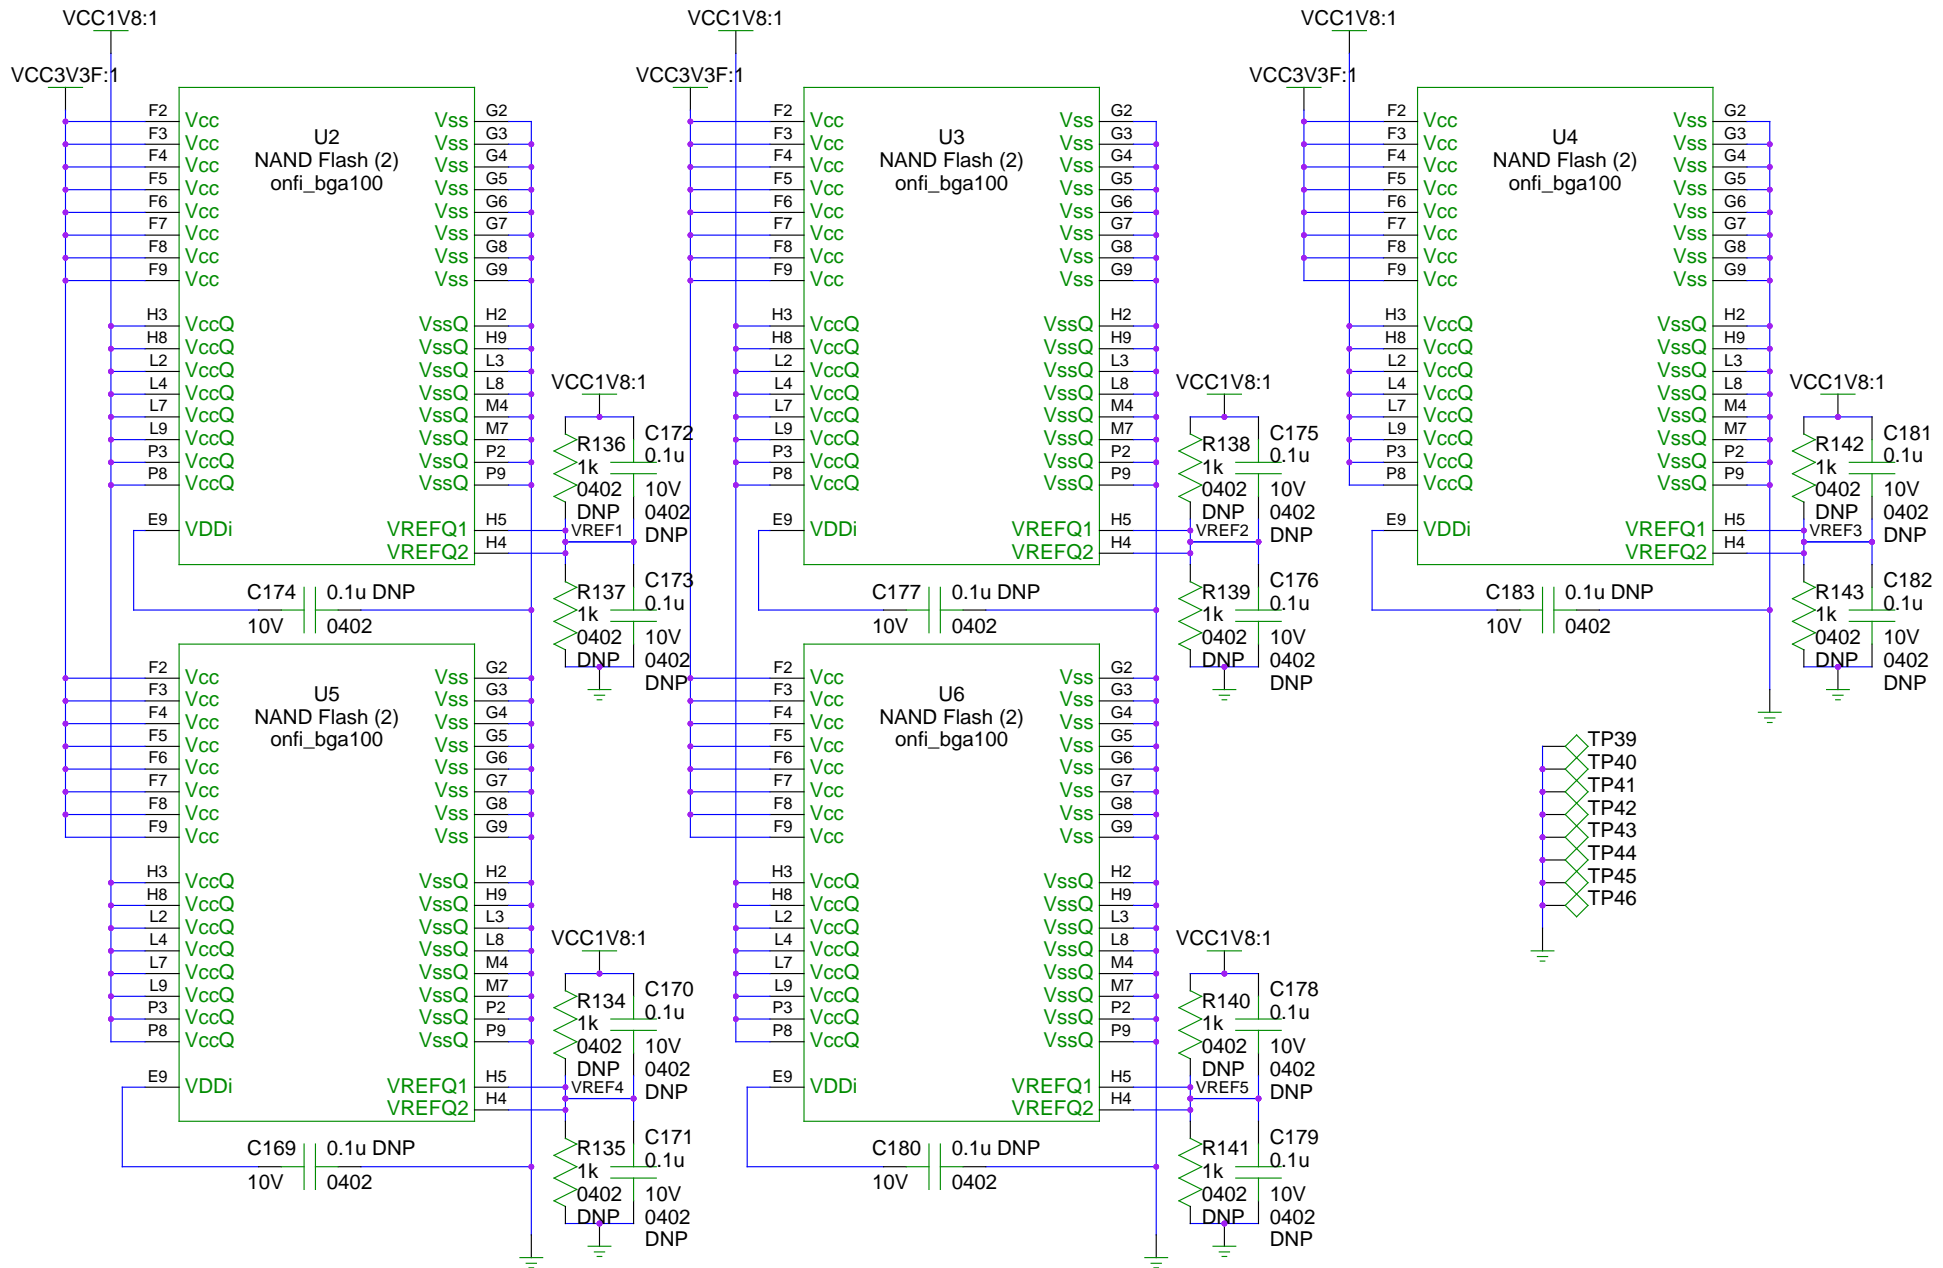 VCC1V8:1
VCC3V3F:1
U2
NAND Flash (2)
onfi_bga100
F2 Vcc Vss G2
F3 Vcc Vss G3
F4 Vcc Vss G4
F5 Vcc Vss G5
F6 Vcc Vss G6
F7 Vcc Vss G7
F8 Vcc Vss G8
F9 Vcc Vss G9
H3 VccQ VssQ H2
H8 VccQ VssQ H9
L2 VccQ VssQ L3
L4 VccQ VssQ L8
L7 VccQ VssQ M4
L9 VccQ VssQ M7
P3 VccQ VssQ P2
P8 VccQ VssQ P9
E9 VDDi VREFQ1 H5
VREFQ2 H4
VREF1
VCC1V8:1
R136
1k
0402
DNP
C172
0.1u
10V
0402
DNP
R137
1k
0402
DNP
C173
0.1u
10V
0402
DNP
C174 0.1u DNP
10V 0402
VCC1V8:1
VCC3V3F:1
U3
NAND Flash (2)
onfi_bga100
F2 Vcc Vss G2
F3 Vcc Vss G3
F4 Vcc Vss G4
F5 Vcc Vss G5
F6 Vcc Vss G6
F7 Vcc Vss G7
F8 Vcc Vss G8
F9 Vcc Vss G9
H3 VccQ VssQ H2
H8 VccQ VssQ H9
L2 VccQ VssQ L3
L4 VccQ VssQ L8
L7 VccQ VssQ M4
L9 VccQ VssQ M7
P3 VccQ VssQ P2
P8 VccQ VssQ P9
E9 VDDi VREFQ1 H5
VREFQ2 H4
VREF2
VCC1V8:1
R138
1k
0402
DNP
C175
0.1u
10V
0402
DNP
R139
1k
0402
DNP
C176
0.1u
10V
0402
DNP
C177 0.1u DNP
10V 0402
VCC1V8:1
VCC3V3F:1
U4
NAND Flash (2)
onfi_bga100
F2 Vcc Vss G2
F3 Vcc Vss G3
F4 Vcc Vss G4
F5 Vcc Vss G5
F6 Vcc Vss G6
F7 Vcc Vss G7
F8 Vcc Vss G8
F9 Vcc Vss G9
H3 VccQ VssQ H2
H8 VccQ VssQ H9
L2 VccQ VssQ L3
L4 VccQ VssQ L8
L7 VccQ VssQ M4
L9 VccQ VssQ M7
P3 VccQ VssQ P2
P8 VccQ VssQ P9
E9 VDDi VREFQ1 H5
VREFQ2 H4
VREF3
VCC1V8:1
R142
1k
0402
DNP
C181
0.1u
10V
0402
DNP
R143
1k
0402
DNP
C182
0.1u
10V
0402
DNP
C183 0.1u DNP
10V 0402
U5
NAND Flash (2)
onfi_bga100
F2 Vcc Vss G2
F3 Vcc Vss G3
F4 Vcc Vss G4
F5 Vcc Vss G5
F6 Vcc Vss G6
F7 Vcc Vss G7
F8 Vcc Vss G8
F9 Vcc Vss G9
H3 VccQ VssQ H2
H8 VccQ VssQ H9
L2 VccQ VssQ L3
L4 VccQ VssQ L8
L7 VccQ VssQ M4
L9 VccQ VssQ M7
P3 VccQ VssQ P2
P8 VccQ VssQ P9
E9 VDDi VREFQ1 H5
VREFQ2 H4
VREF4
VCC1V8:1
R134
1k
0402
DNP
C170
0.1u
10V
0402
DNP
R135
1k
0402
DNP
C171
0.1u
10V
0402
DNP
C169 0.1u DNP
10V 0402
U6
NAND Flash (2)
onfi_bga100
F2 Vcc Vss G2
F3 Vcc Vss G3
F4 Vcc Vss G4
F5 Vcc Vss G5
F6 Vcc Vss G6
F7 Vcc Vss G7
F8 Vcc Vss G8
F9 Vcc Vss G9
H3 VccQ VssQ H2
H8 VccQ VssQ H9
L2 VccQ VssQ L3
L4 VccQ VssQ L8
L7 VccQ VssQ M4
L9 VccQ VssQ M7
P3 VccQ VssQ P2
P8 VccQ VssQ P9
E9 VDDi VREFQ1 H5
VREFQ2 H4
VREF5
VCC1V8:1
R140
1k
0402
DNP
C178
0.1u
10V
0402
DNP
R141
1k
0402
DNP
C179
0.1u
10V
0402
DNP
C180 0.1u DNP
10V 0402
TP39
TP40
TP41
TP42
TP43
TP44
TP45
TP46